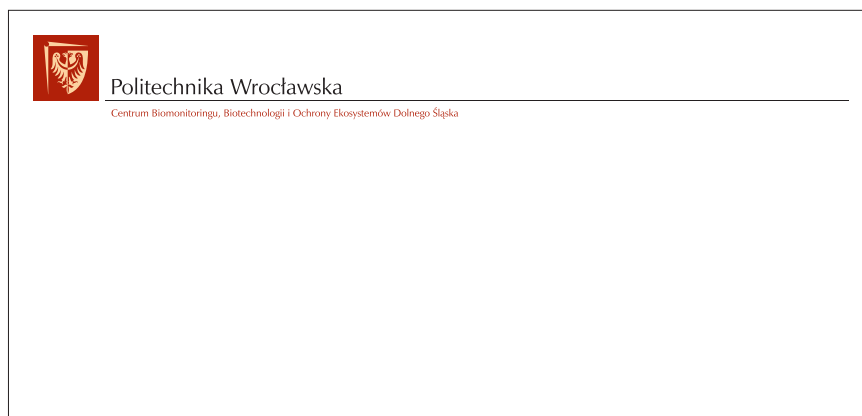 Politechnika Wrocławska
Centrum Biomonitoringu, Biotechnologii i Ochrony Ekosystemów Dolnego Śląska